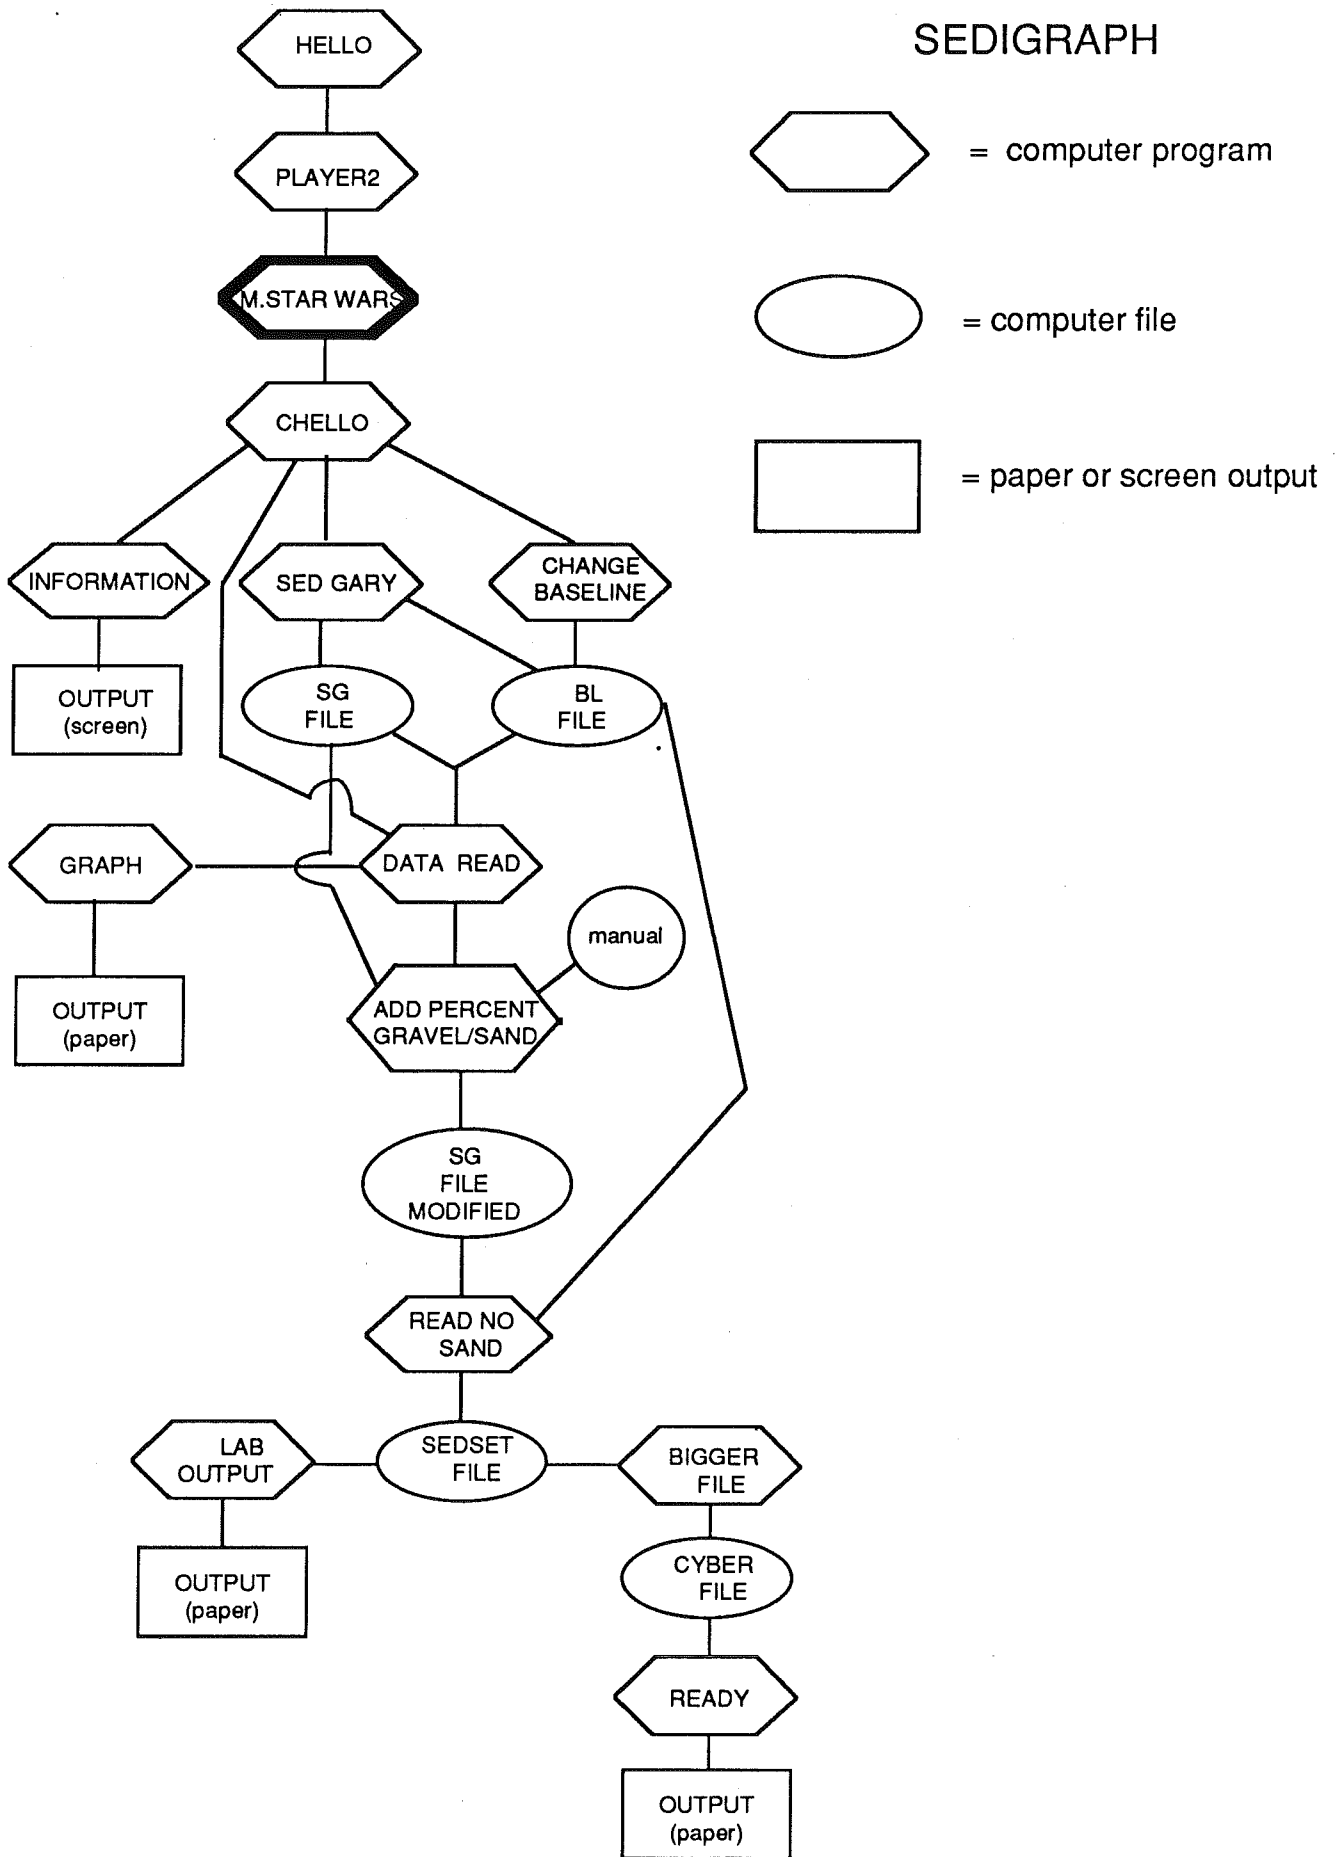 SEDIGRAPH
HELLO
= computer program
PLAYER2
M.STAR WARS
= computer file
CHELLO
= paper or screen output
INFORMATION
SED GARY
CHANGE
BASELINE
OUTPUT
(screen)
SG
FILE
BL
FILE
GRAPH
DATA READ
manual
OUTPUT
(paper)
ADD PERCENT
GRAVEL/SAND
SG
FILE
MODIFIED
READ NO
SAND
LAB
OUTPUT
SEDSET
FILE
BIGGER
FILE
OUTPUT
(paper)
CYBER
FILE
READY
OUTPUT
(paper)